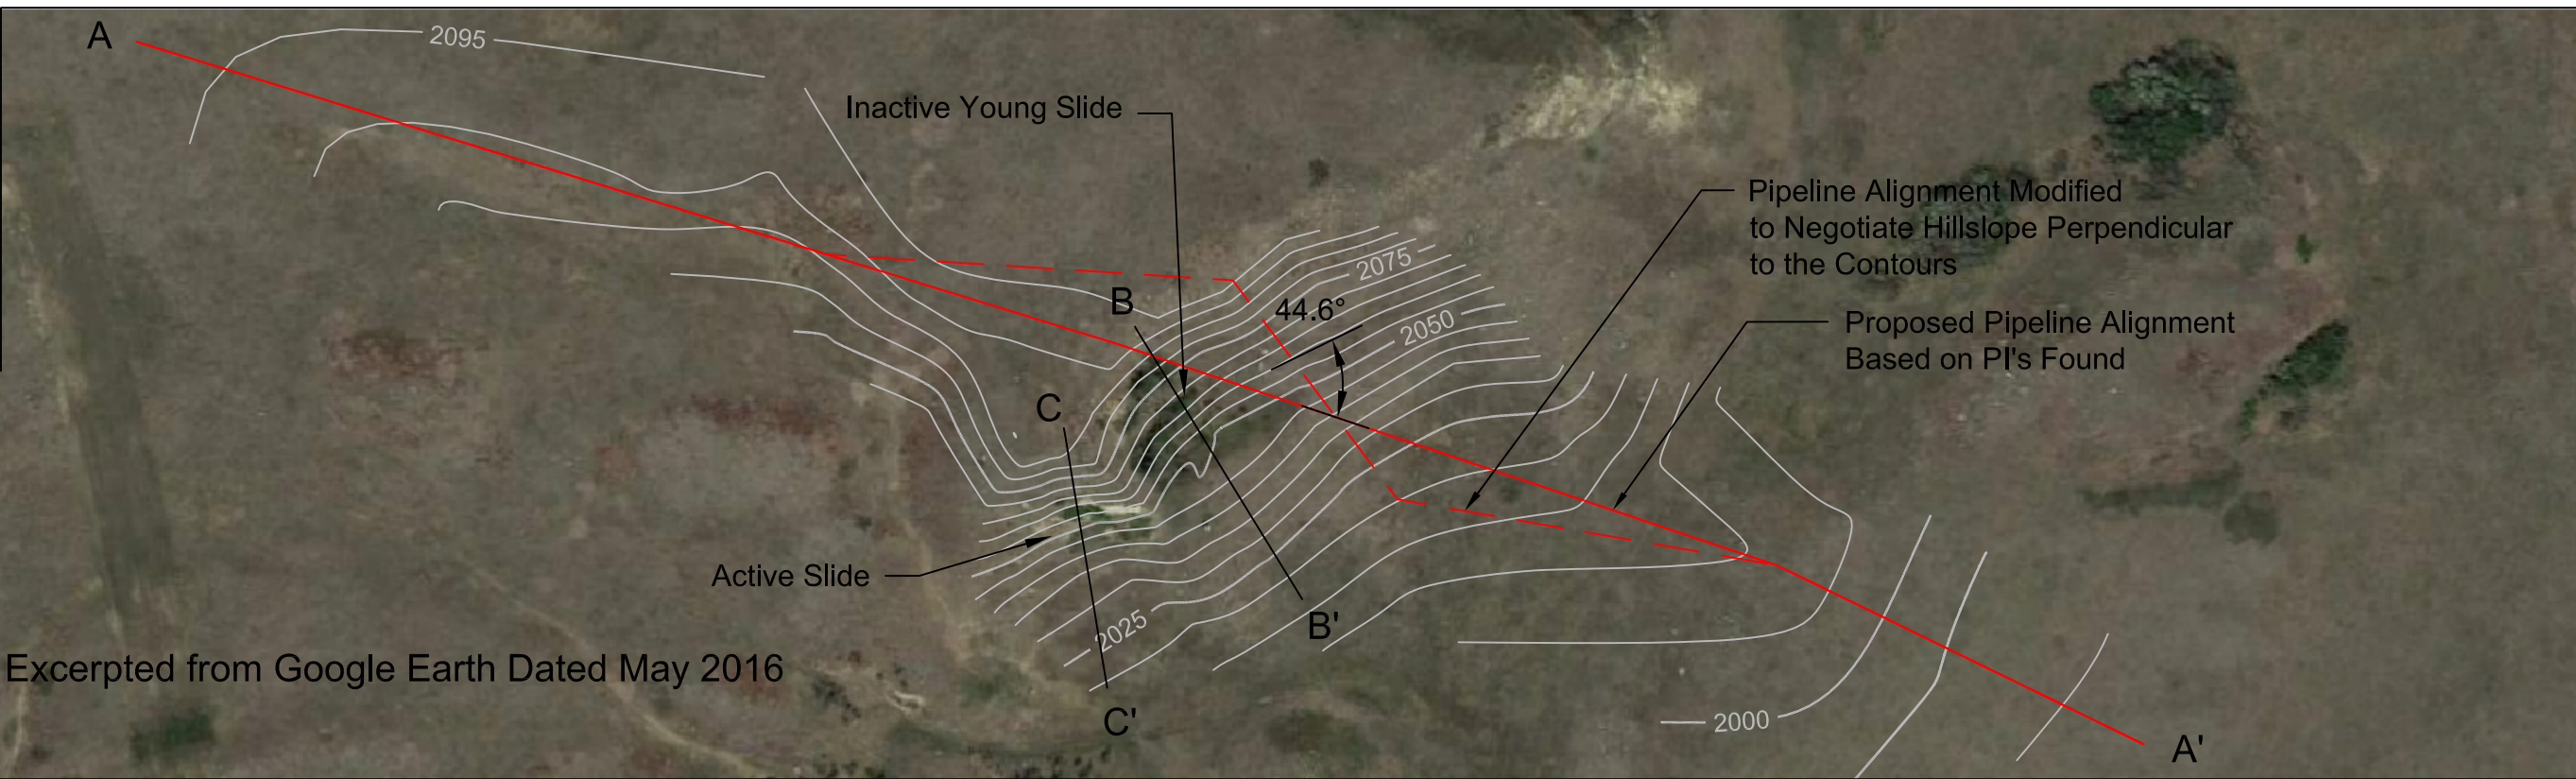 A
2095
Inactive Young Slide
Pipeline Alignment Modified
to Negotiate Hillslope Perpendicular
to the Contours
2075
B
44.6°
2050
Proposed Pipeline Alignment
Based on PI's Found
C
Active Slide
2025
B'
Excerpted from Google Earth Dated May 2016
C'
2000
A'